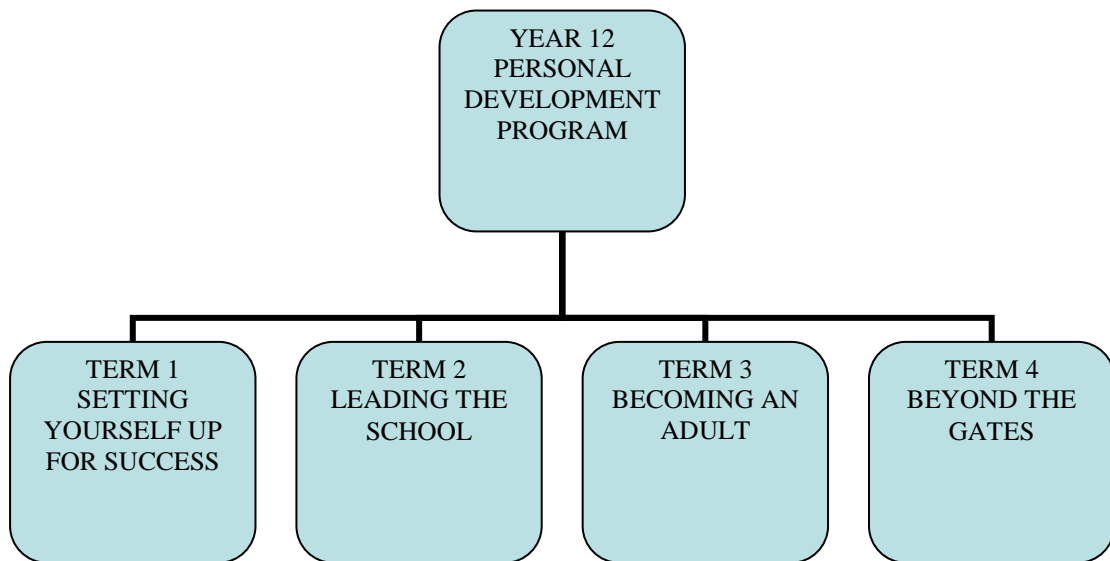 YEAR 12
PERSONAL
DEVELOPMENT
PROGRAM
TERM 1
SETTING
YOURSELF UP
FOR SUCCESS
TERM 2
LEADING THE
SCHOOL
TERM 3
BECOMING AN
ADULT
TERM 4
BEYOND THE
GATES